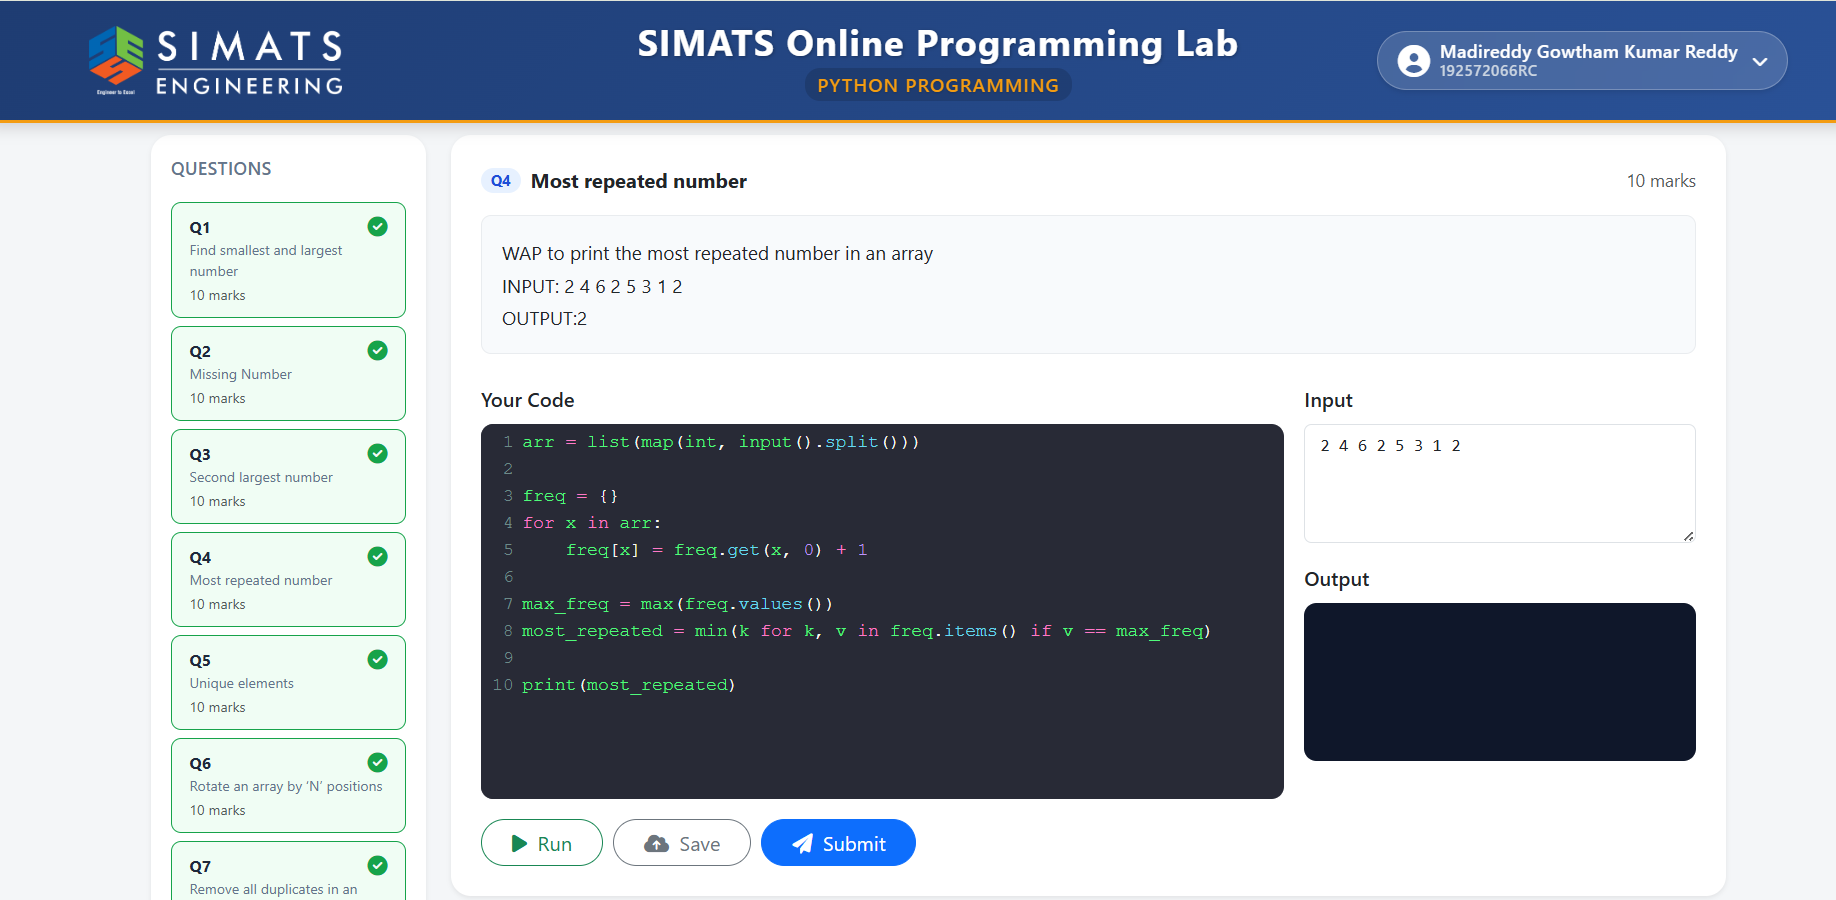 SIMATS
ENGINEERING
Engineer to Excel
SIMATS Online Programming Lab
PYTHON PROGRAMMING
Madireddy Gowtham Kumar Reddy
192572066RC
QUESTIONS
Q1
Find smallest and largest
number
10 marks
Q2
Missing Number
10 marks
Q3
Second largest number
10 marks
Q4
Most repeated number
10 marks
Q5
Unique elements
10 marks
Q6
Rotate an array by ‘N’ positions
10 marks
Q7
Remove all duplicates in an
Q4 Most repeated number
10 marks
WAP to print the most repeated number in an array
INPUT: 2 4 6 2 5 3 1 2
OUTPUT:2
Your Code
1 arr = list(map(int, input().split()))
2
3 freq = {}
4 for x in arr:
5     freq[x] = freq.get(x, 0) + 1
6
7 max_freq = max(freq.values())
8 most_repeated = min(k for k, v in freq.items() if v == max_freq)
9
10 print(most_repeated)
Input
2 4 6 2 5 3 1 2
Output
Run
Save
Submit